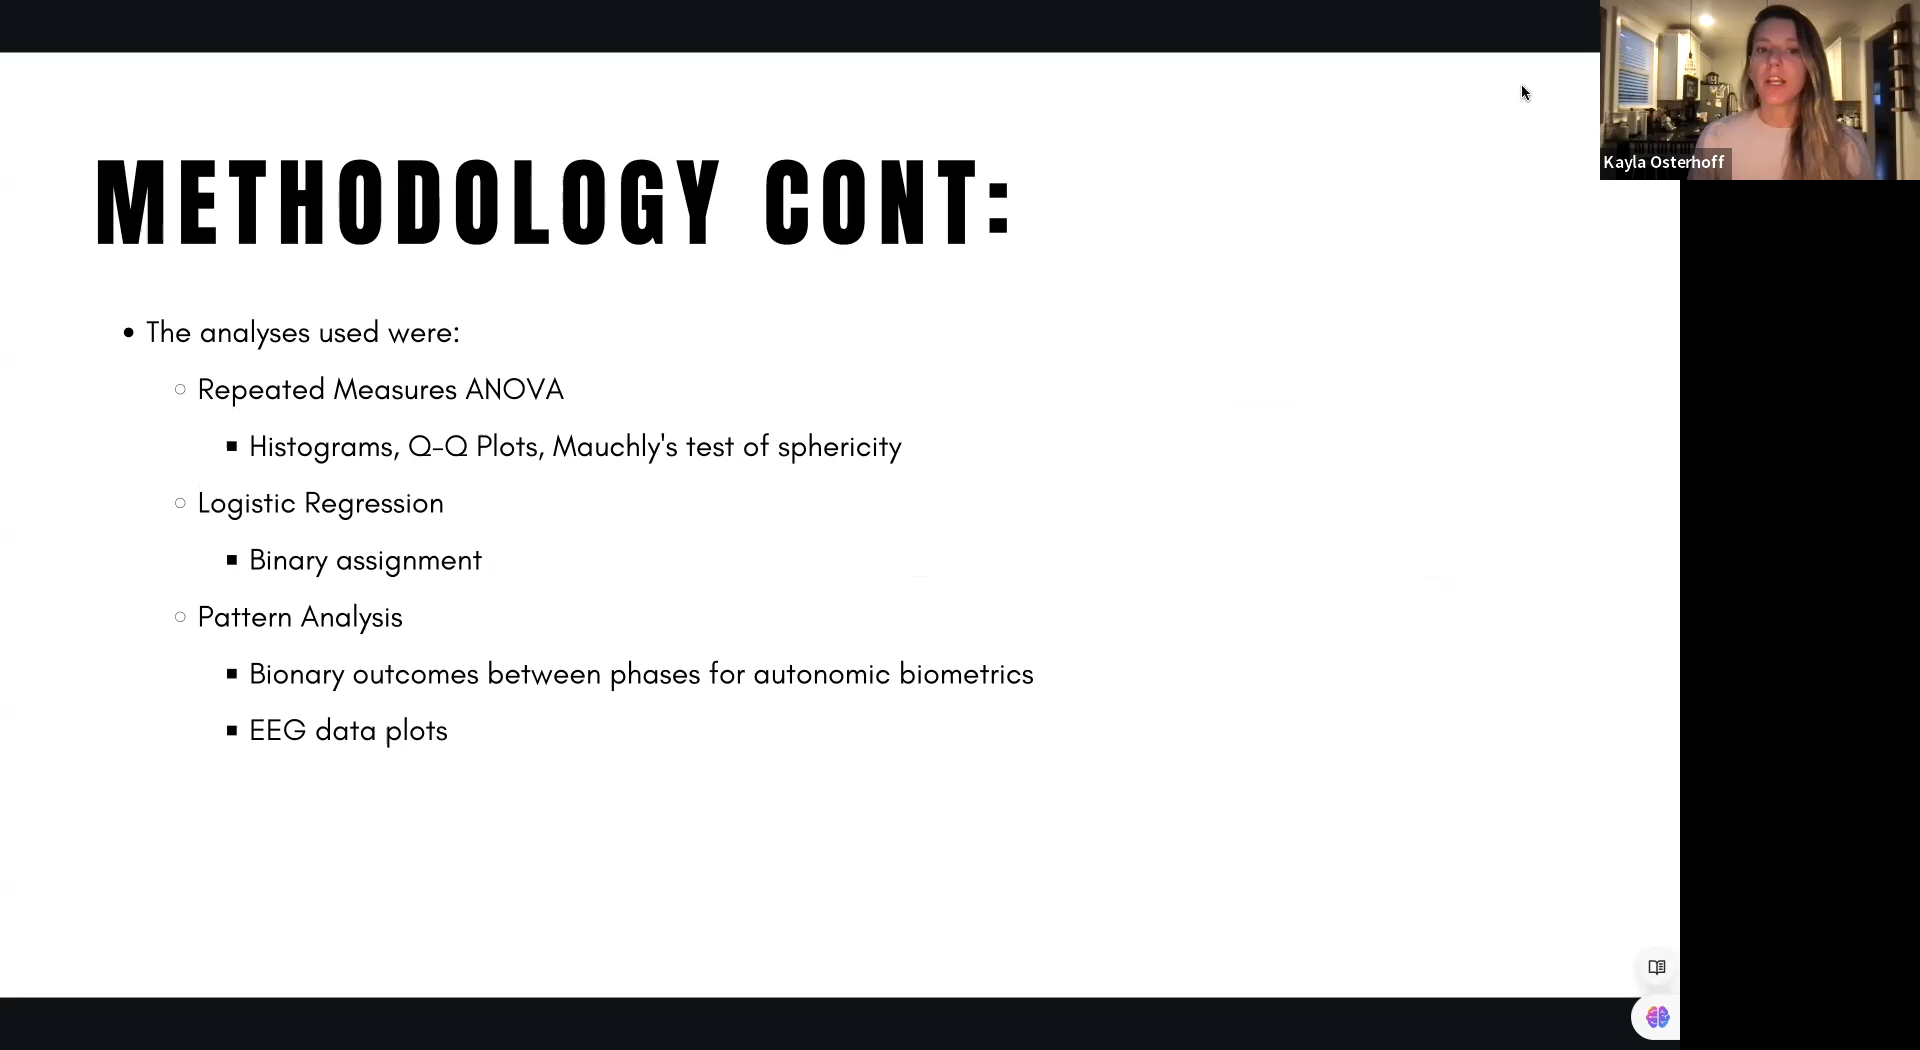 METHODOLOGY CONT:
• The analyses used were:
○ Repeated Measures ANOVA
▪ Histograms, Q-Q Plots, Mauchly's test of sphericity
○ Logistic Regression
▪ Binary assignment
○ Pattern Analysis
▪ Bionary outcomes between phases for autonomic biometrics
▪ EEG data plots
Kayla Osterhoff